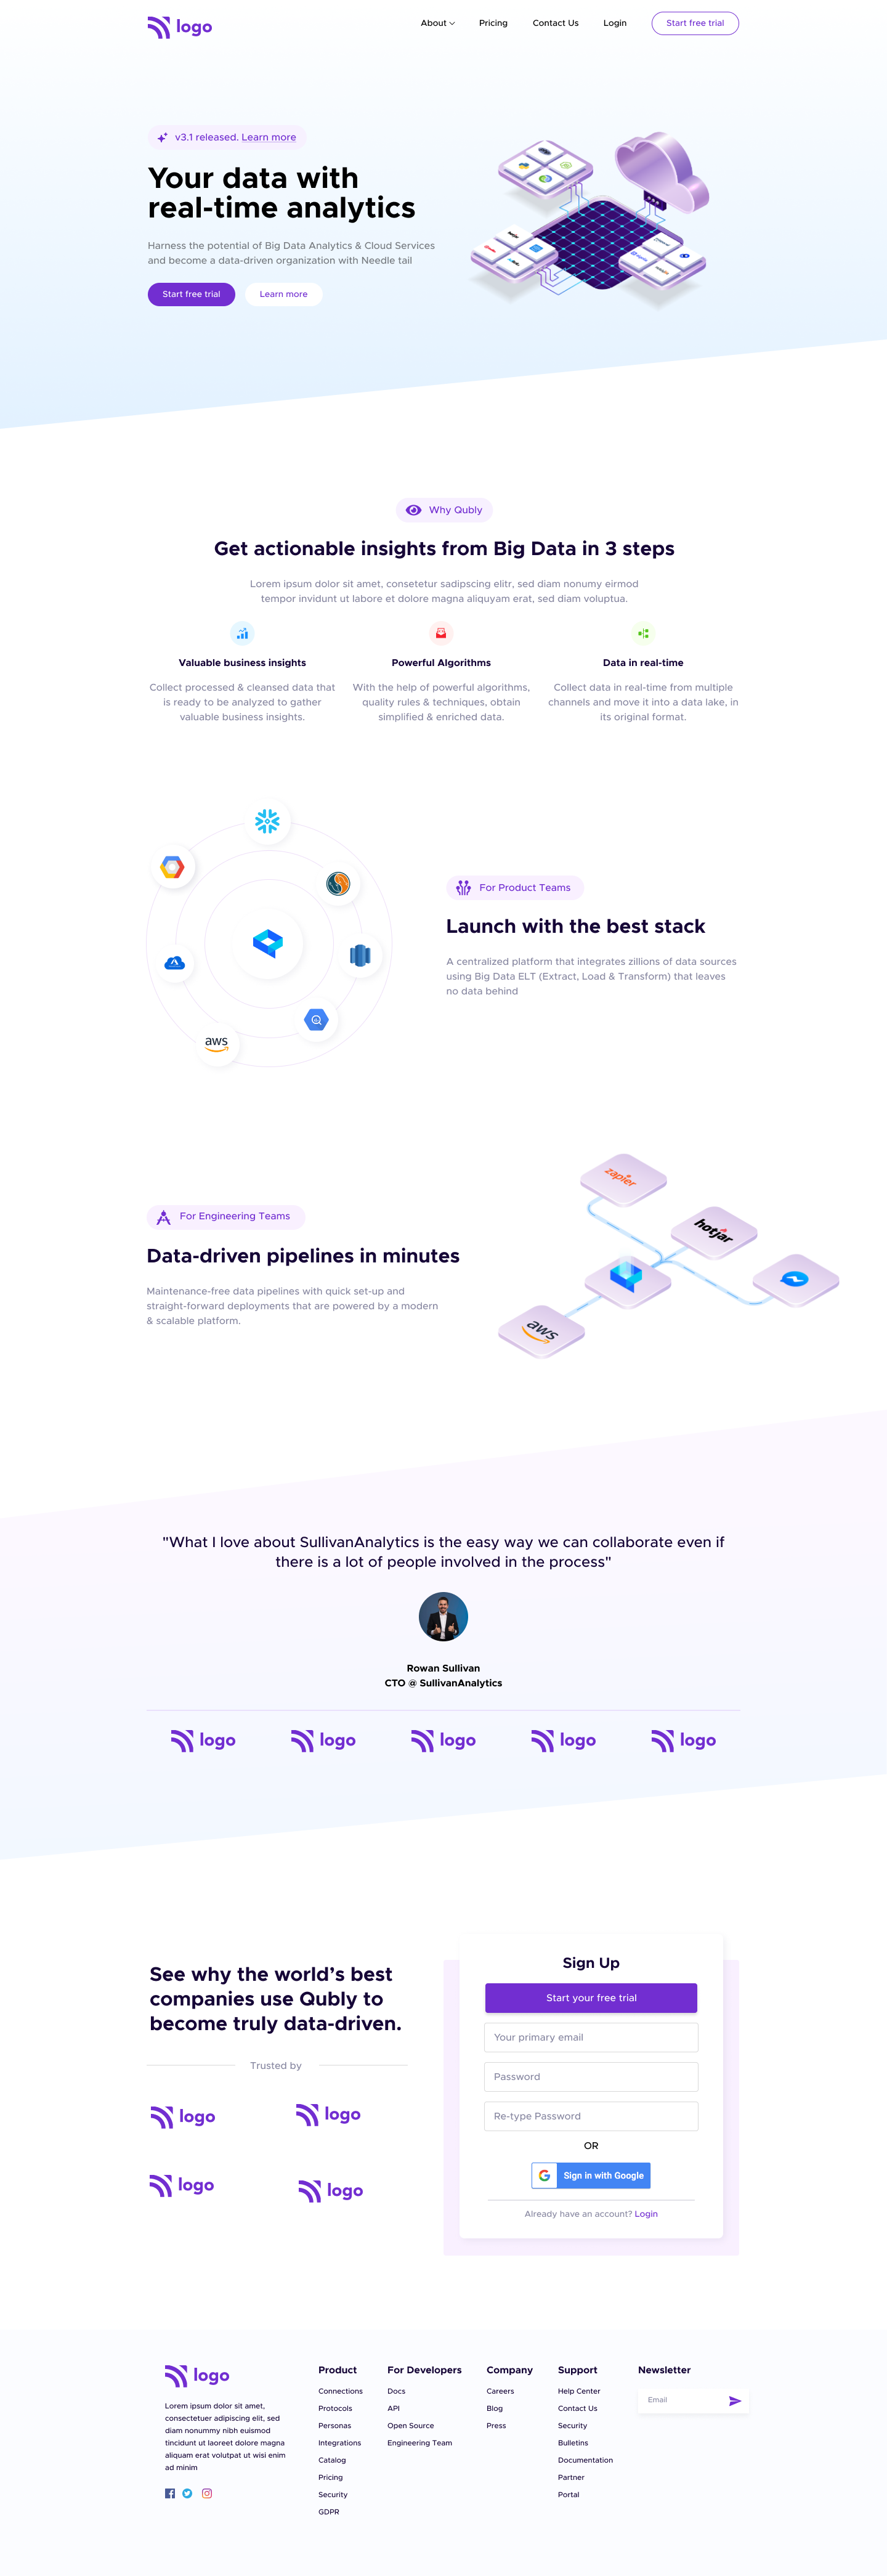 logo
About
Pricing
Contact Us
Login
Start free trial
v3.1 released. Learn more
Your data with
real-time analytics
Harness the potential of Big Data Analytics & Cloud Services
and become a data-driven organization with Needle tail
Start free trial
Learn more
hotjar
Why Qubly
Get actionable insights from Big Data in 3 steps
Lorem ipsum dolor sit amet, consetetur sadipscing elitr, sed diam nonumy eirmod
tempor invidunt ut labore et dolore magna aliquyam erat, sed diam voluptua.
Valuable business insights
Collect processed & cleansed data that
is ready to be analyzed to gather
valuable business insights.
Powerful Algorithms
With the help of powerful algorithms,
quality rules & techniques, obtain
simplified & enriched data.
Data in real-time
Collect data in real-time from multiple
channels and move it into a data lake, in
its original format.
aws
For Product Teams
Launch with the best stack
A centralized platform that integrates zillions of data sources
using Big Data ELT (Extract, Load & Transform) that leaves
no data behind
For Engineering Teams
Data-driven pipelines in minutes
Maintenance-free data pipelines with quick set-up and
straight-forward deployments that are powered by a modern
& scalable platform.
zapier
hotjar
aws
"What I love about SullivanAnalytics is the easy way we can collaborate even if
there is a lot of people involved in the process"
Rowan Sullivan
CTO @ SullivanAnalytics
logo
logo
logo
logo
logo
See why the world's best
companies use Qubly to
become truly data-driven.
Trusted by
logo
logo
logo
logo
Sign Up
Start your free trial
Your primary email
Password
Re-type Password
OR
Sign in with Google
Already have an account? Login
logo
Lorem ipsum dolor sit amet,
consectetuer adipiscing elit, sed
diam nonummy nibh euismod
tincidunt ut laoreet dolore magna
aliquam erat volutpat ut wisi enim
ad minim
Product
Connections
Protocols
Personas
Integrations
Catalog
Pricing
Security
GDPR
For Developers
Docs
API
Open Source
Engineering Team
Company
Careers
Blog
Press
Support
Help Center
Contact Us
Security
Bulletins
Documentation
Partner
Portal
Newsletter
Email